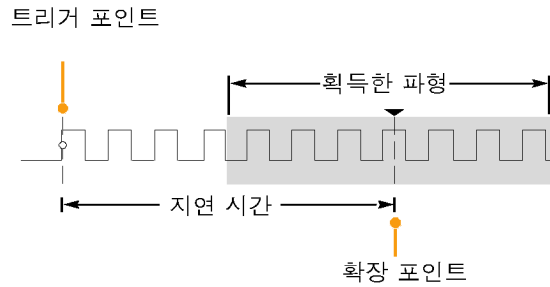 트리거 포인트
획득한 파형
지연 시간
확장 포인트